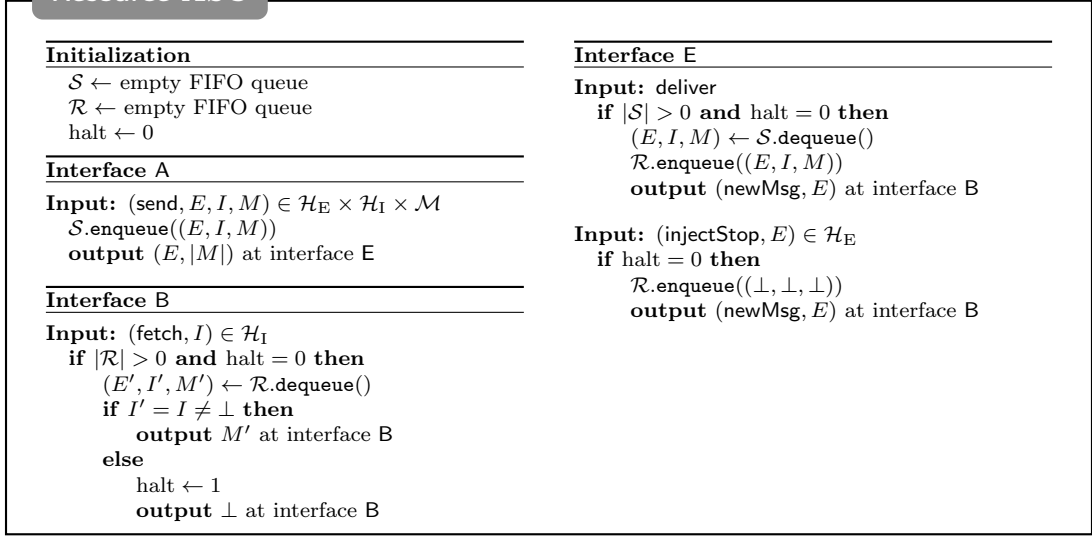 Initialization
𝒮 ← empty FIFO queue
ℛ ← empty FIFO queue
halt ← 0
Interface A
Input: (send, E, I, M) ∈ ℋ_E × ℋ_I × ℳ
𝒮.enqueue((E, I, M))
output (E, |M|) at interface E
Interface B
Input: (fetch, I) ∈ ℋ_I
if |ℛ| > 0 and halt = 0 then
(E′, I′, M′) ← ℛ.dequeue()
if I′ = I ≠ ⊥ then
output M′ at interface B
else
halt ← 1
output ⊥ at interface B
Interface E
Input: deliver
if |𝒮| > 0 and halt = 0 then
(E, I, M) ← 𝒮.dequeue()
ℛ.enqueue((E, I, M))
output (newMsg, E) at interface B
Input: (injectStop, E) ∈ ℋ_E
if halt = 0 then
ℛ.enqueue((⊥, ⊥, ⊥))
output (newMsg, E) at interface B